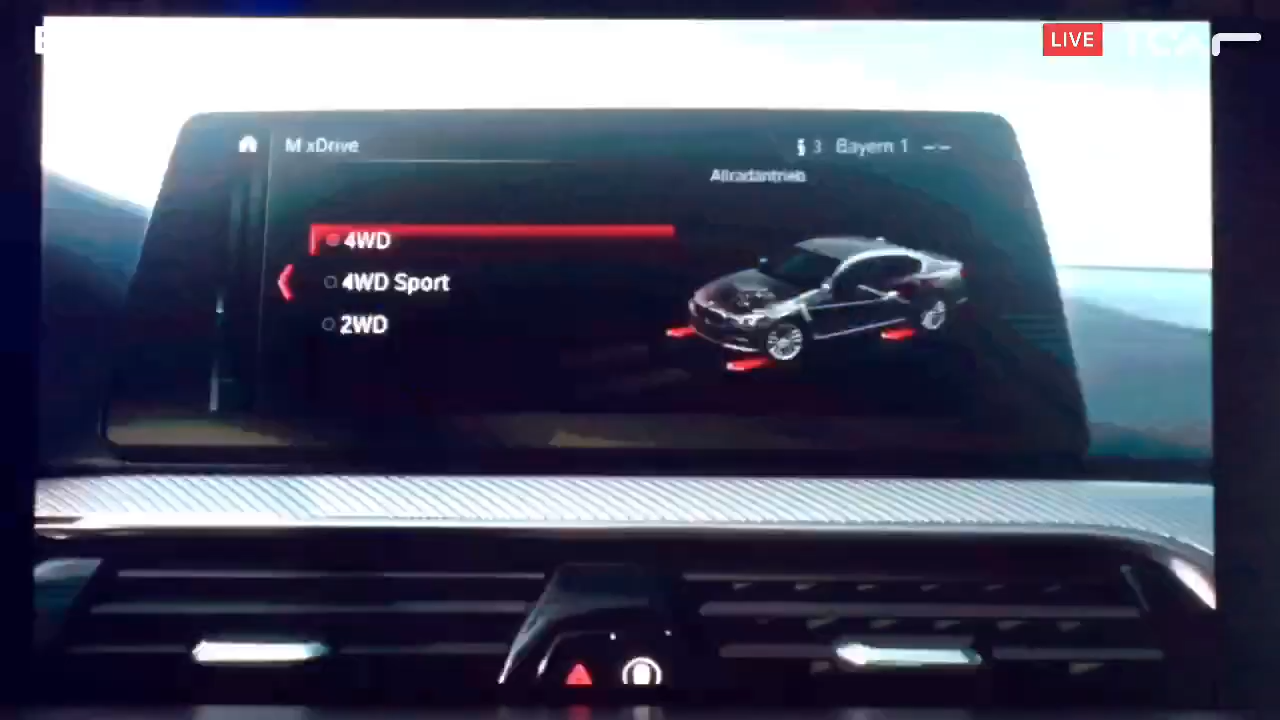 LIVE
M xDrive
3 Bayern 1 --·--
Allradantrieb
4WD
4WD Sport
2WD